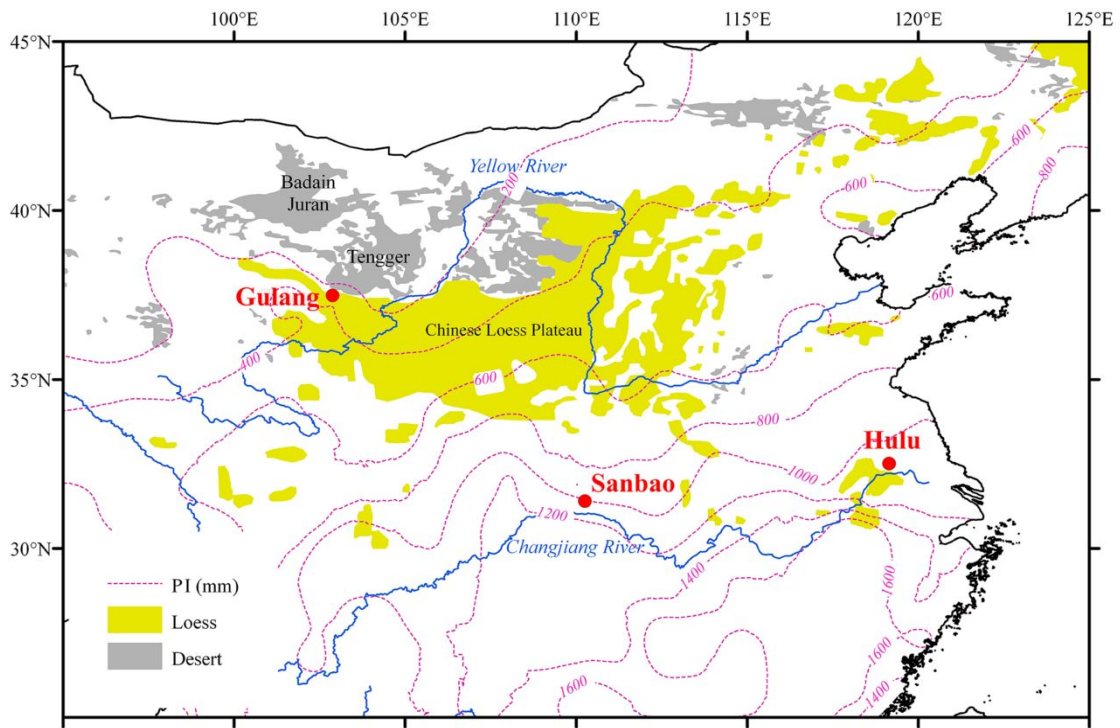 100°E 105°E 110°E 115°E 120°E 125°E
45°N
600
800
Yellow River
200
Badain
Juran
600
40°N
Tengger
Gulang
600
Chinese Loess Plateau
400
35°N
600
800
Hulu
1000
Sanbao
1200
30°N
Changjiang River
1400
PI (mm)
1600
Loess
Desert
1600
1600
1400